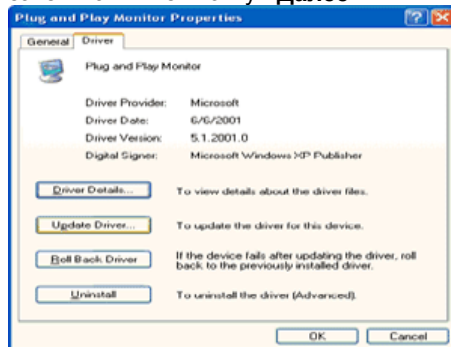 Далее
Plug and Play Monitor Properties
General Driver
Plug and Play Monitor
Driver Provider: Microsoft
Driver Date: 6/6/2001
Driver Version: 5.1.2001.0
Digital Signer: Microsoft Windows XP Publisher
Driver Details... To view details about the driver files.
Update Driver... To update the driver for this device.
Roll Back Driver If the device fails after updating the driver, roll
back to the previously installed driver.
Uninstall To uninstall the driver (Advanced).
OK Cancel